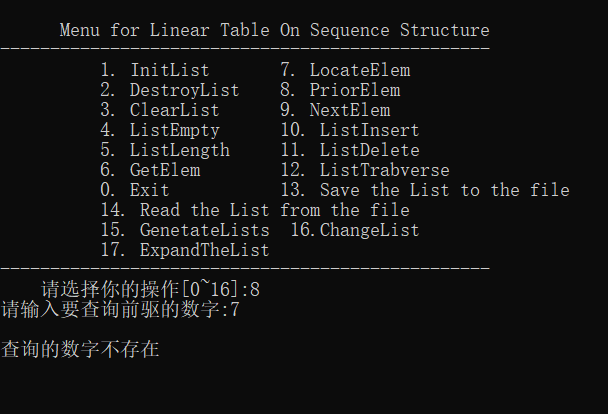 Menu for Linear Table On Sequence Structure
-------------------------------------------------
1. InitList 7. LocateElem
2. DestroyList 8. PriorElem
3. ClearList 9. NextElem
4. ListEmpty 10. ListInsert
5. ListLength 11. ListDelete
6. GetElem 12. ListTrabverse
0. Exit 13. Save the List to the file
14. Read the List from the file
15. GenetateLists 16.ChangeList
17. ExpandTheList
-------------------------------------------------
请选择你的操作[0~16]:8
请输入要查询前驱的数字:7
查询的数字不存在